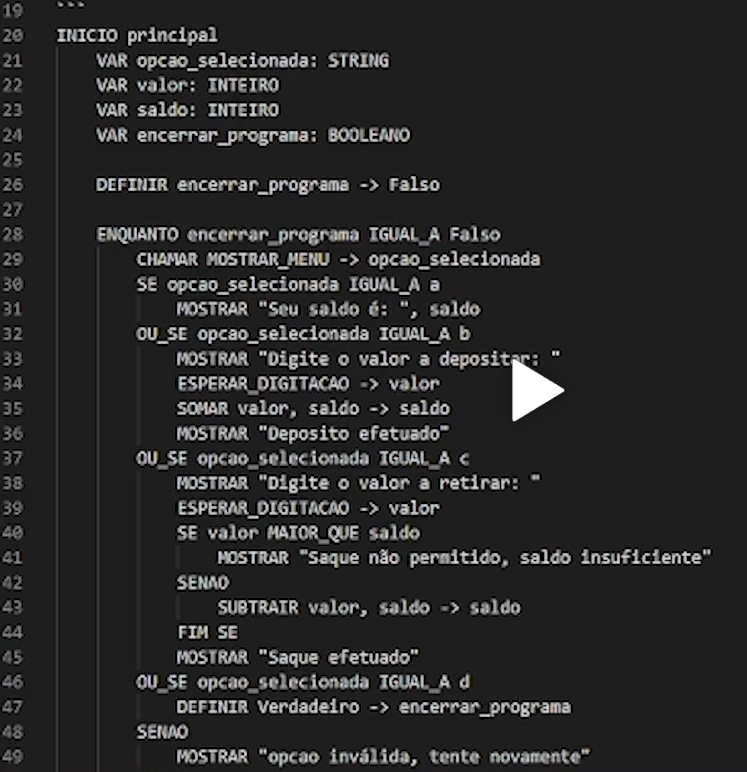 19 ```
20 INICIO principal
21 VAR opcao_selecionada: STRING
22 VAR valor: INTEIRO
23 VAR saldo: INTEIRO
24 VAR encerrar_programa: BOOLEANO
25
26 DEFINIR encerrar_programa -> Falso
27
28 ENQUANTO encerrar_programa IGUAL_A Falso
29 CHAMAR MOSTRAR_MENU -> opcao_selecionada
30 SE opcao_selecionada IGUAL_A a
31 MOSTRAR "Seu saldo é: ", saldo
32 OU_SE opcao_selecionada IGUAL_A b
33 MOSTRAR "Digite o valor a depositar: "
34 ESPERAR_DIGITACAO -> valor
35 SOMAR valor, saldo -> saldo
36 MOSTRAR "Deposito efetuado"
37 OU_SE opcao_selecionada IGUAL_A c
38 MOSTRAR "Digite o valor a retirar: "
39 ESPERAR_DIGITACAO -> valor
40 SE valor MAIOR_QUE saldo
41 MOSTRAR "Saque não permitido, saldo insuficiente"
42 SENAO
43 SUBTRAIR valor, saldo -> saldo
44 FIM SE
45 MOSTRAR "Saque efetuado"
46 OU_SE opcao_selecionada IGUAL_A d
47 DEFINIR Verdadeiro -> encerrar_programa
48 SENAO
49 MOSTRAR "opcao inválida, tente novamente"